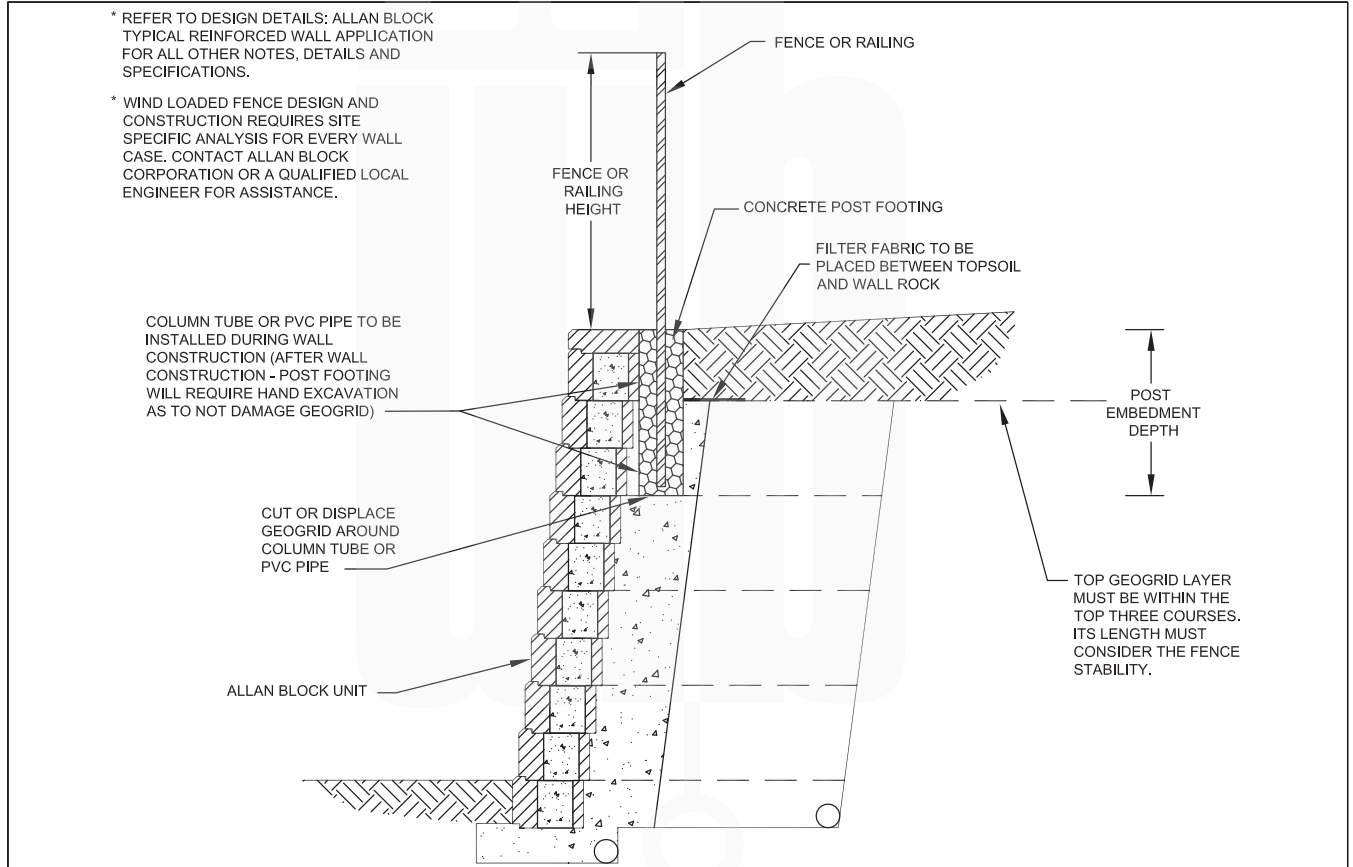 * REFER TO DESIGN DETAILS: ALLAN BLOCK
TYPICAL REINFORCED WALL APPLICATION
FOR ALL OTHER NOTES, DETAILS AND
SPECIFICATIONS.
* WIND LOADED FENCE DESIGN AND
CONSTRUCTION REQUIRES SITE
SPECIFIC ANALYSIS FOR EVERY WALL
CASE. CONTACT ALLAN BLOCK
CORPORATION OR A QUALIFIED LOCAL
ENGINEER FOR ASSISTANCE.
FENCE OR RAILING
FENCE OR
RAILING
HEIGHT
CONCRETE POST FOOTING
FILTER FABRIC TO BE
PLACED BETWEEN TOPSOIL
AND WALL ROCK
COLUMN TUBE OR PVC PIPE TO BE
INSTALLED DURING WALL
CONSTRUCTION (AFTER WALL
CONSTRUCTION - POST FOOTING
WILL REQUIRE HAND EXCAVATION
AS TO NOT DAMAGE GEOGRID)
POST
EMBEDMENT
DEPTH
CUT OR DISPLACE
GEOGRID AROUND
COLUMN TUBE OR
PVC PIPE
TOP GEOGRID LAYER
MUST BE WITHIN THE
TOP THREE COURSES.
ITS LENGTH MUST
CONSIDER THE FENCE
STABILITY.
ALLAN BLOCK UNIT